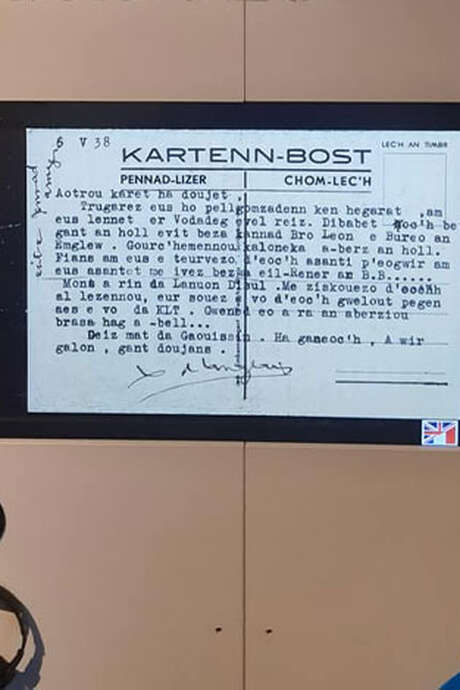 6 V 38
KARTENN-BOST
LEC'H AN TIMBR
PENNAD-LIZER
CHOM-LEC'H
Aotrou karet ha doujet,
Trugarez eus ho pellgomzadenn ken hegarat ,am
eus lennet er Vodadeg evel reiz. Dibabet oc'h be
gant an holl evit beza kannad Bro Leon e Bureo an
Emglew . Gourc'hemennou kaloneka a-berz an holl.
Fians am eus e teurvezo d'eoc'h asanti p'eogwir am
eus asantet me ivez beza eil-Rener ar B.B.....
Mont a rin da Lanuon Disul .Me ziskouezo d'eoc'h
al lezennou, eur souez e vo d'eoc'h gwelout pegen
aes e vo da KLT . Gwened eo a ra an aberziou
brasa hag a -bell...
Deiz mat da Gaouissin . Ha ganeoc'h , A wir
galon , gant doujans .